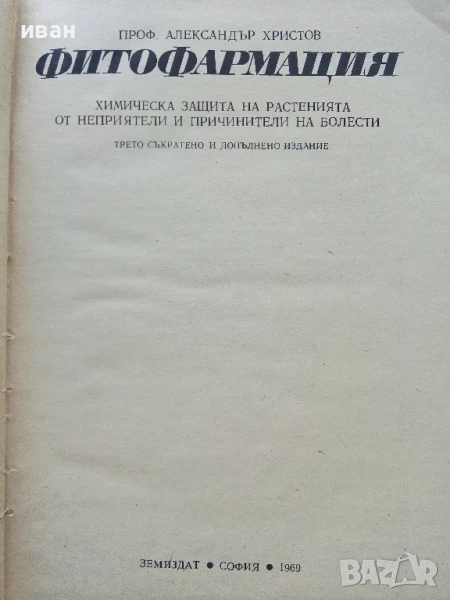 иван
ПРОФ. АЛЕКСАНДЪР ХРИСТОВ
ФИТОФАРМАЦИЯ
ХИМИЧЕСКА ЗАЩИТА НА РАСТЕНИЯТА
ОТ НЕПРИЯТЕЛИ И ПРИЧИНИТЕЛИ НА БОЛЕСТИ
ТРЕТО СЪКРАТЕНО И ДОПЪЛНЕНО ИЗДАНИЕ
ЗЕМИЗДАТ • СОФИЯ • 1969
BAZAR